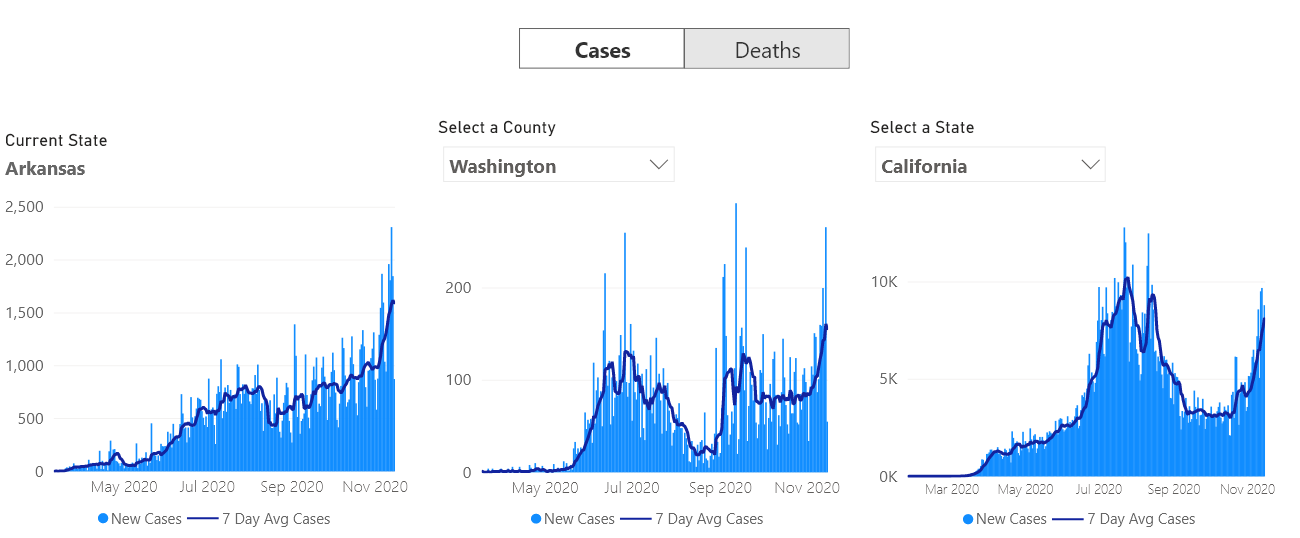 Cases Deaths
Current State
Arkansas
2,500
2,000
1,500
1,000
500
0
May 2020 Jul 2020 Sep 2020 Nov 2020
New Cases 7 Day Avg Cases
Select a County
Washington
200
100
0
May 2020 Jul 2020 Sep 2020 Nov 2020
New Cases 7 Day Avg Cases
Select a State
California
10K
5K
0K
Mar 2020 May 2020 Jul 2020 Sep 2020 Nov 2020
New Cases 7 Day Avg Cases